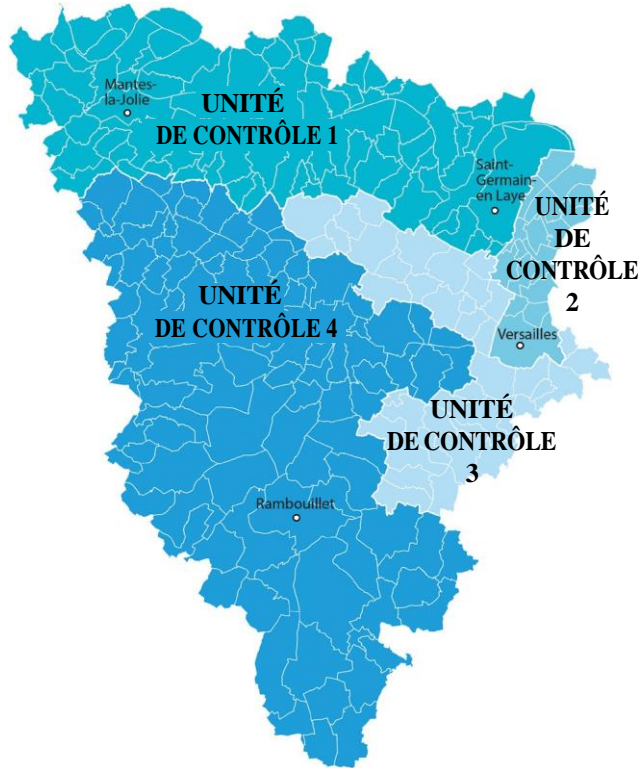 Mantes-
la-Jolie
UNITÉ
DE CONTRÔLE 1
Saint-
Germain-
en Laye
UNITÉ
DE
CONTRÔLE
2
UNITÉ
DE CONTRÔLE 4
Versailles
UNITÉ
DE CONTRÔLE
3
Rambouillet